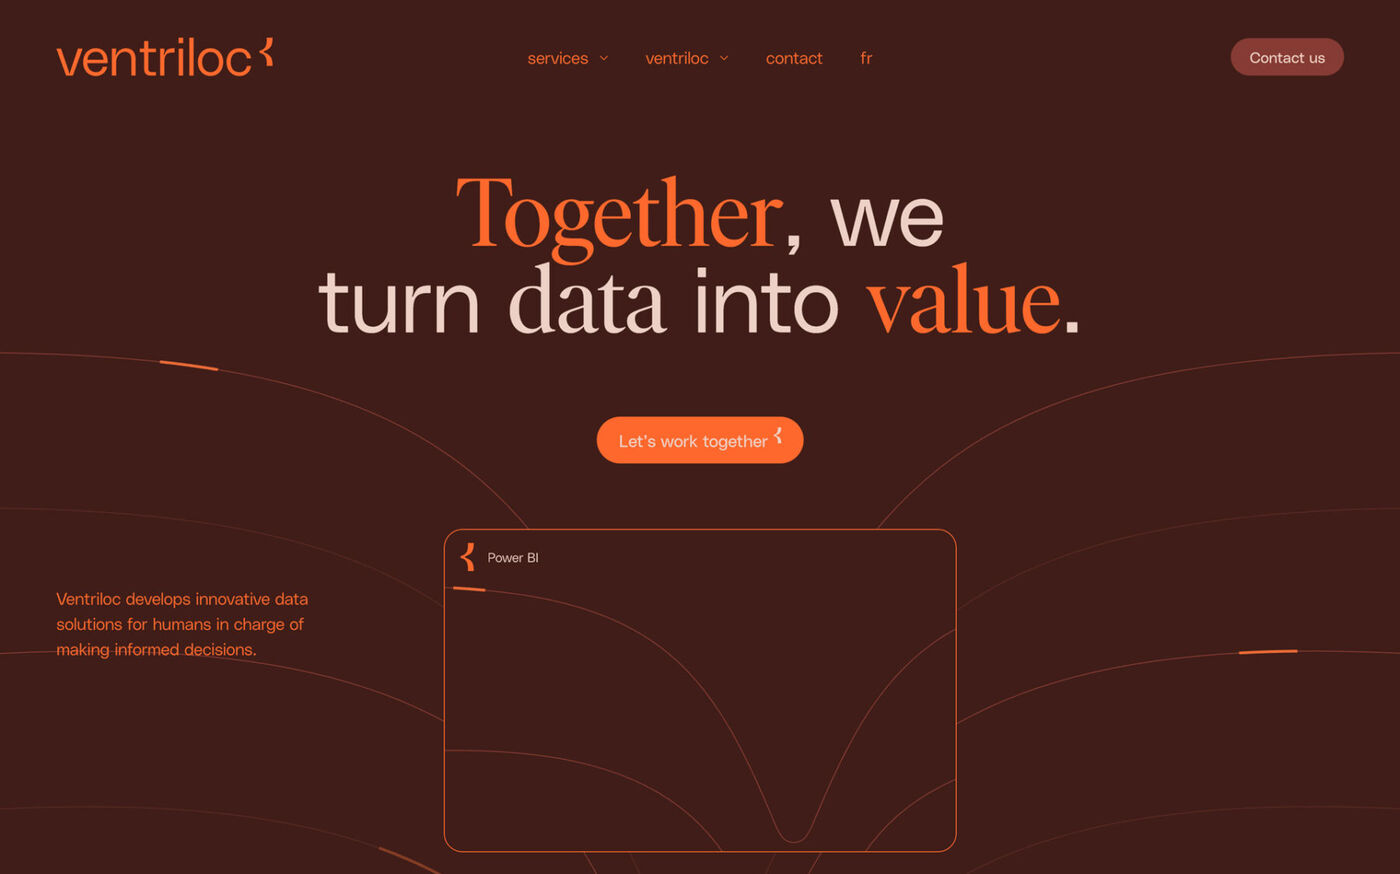 ventriloc
services
ventriloc
contact
fr
Contact us
Together, we
turn data into value.
Let's work together
Power BI
Ventriloc develops innovative data
solutions for humans in charge of
making informed decisions.